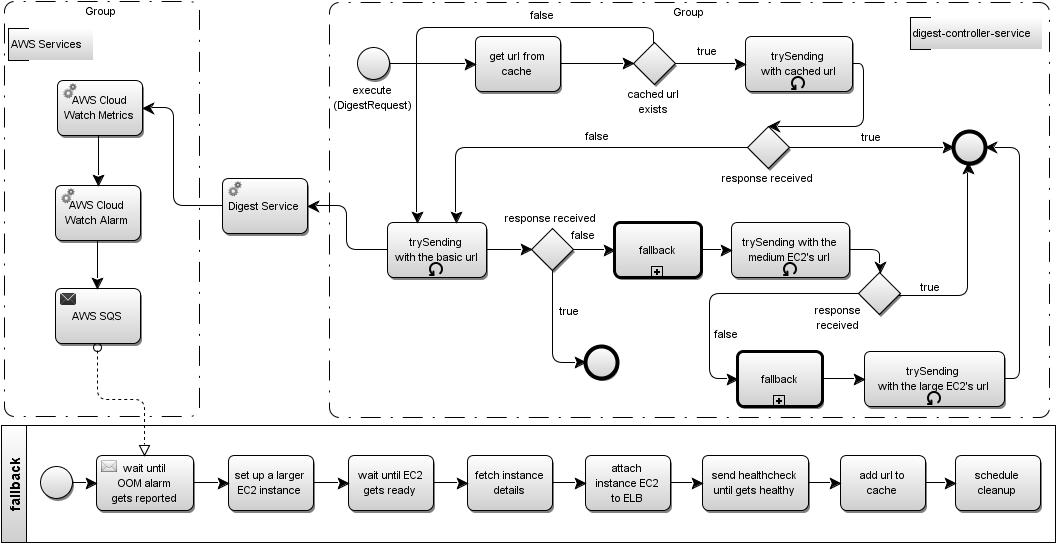 Group
AWS Services
AWS Cloud
Watch Metrics
AWS Cloud
Watch Alarm
AWS SQS
Digest Service
Group
digest-controller-service
false
execute
(DigestRequest)
get url from
cache
true
cached url
exists
trySending
with cached url
false
true
response received
trySending
with the basic url
response received
false
true
fallback
trySending with the
medium EC2's url
true
response
received
false
fallback
trySending
with the large EC2's url
fallback
wait until
OOM alarm
gets reported
set up a larger
EC2 instance
wait until EC2
gets ready
fetch instance
details
attach
instance EC2
to ELB
send healthcheck
until gets healthy
add url to
cache
schedule
cleanup